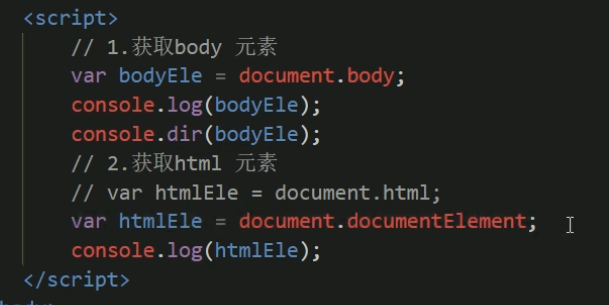 <script>
// 1.获取body 元素
var bodyEle = document.body;
console.log(bodyEle);
console.dir(bodyEle);
// 2.获取html 元素
// var htmlEle = document.html;
var htmlEle = document.documentElement;
console.log(htmlEle);
</script>